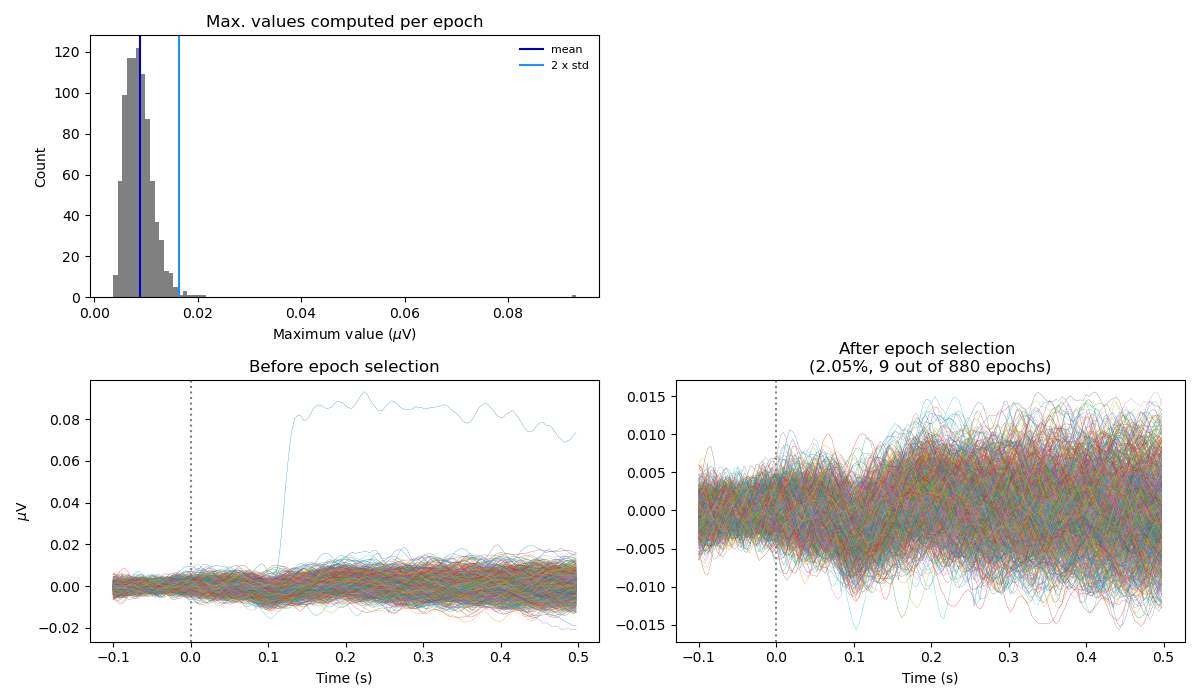 Max. values computed per epoch
mean
2 x std
120
100
80
60
40
20
0
Count
0.00 0.02 0.04 0.06 0.08
Maximum value (μV)
Before epoch selection
0.08
0.06
0.04
0.02
0.00
−0.02
μV
−0.1 0.0 0.1 0.2 0.3 0.4 0.5
Time (s)
After epoch selection
(2.05%, 9 out of 880 epochs)
0.015
0.010
0.005
0.000
−0.005
−0.010
−0.015
−0.1 0.0 0.1 0.2 0.3 0.4 0.5
Time (s)